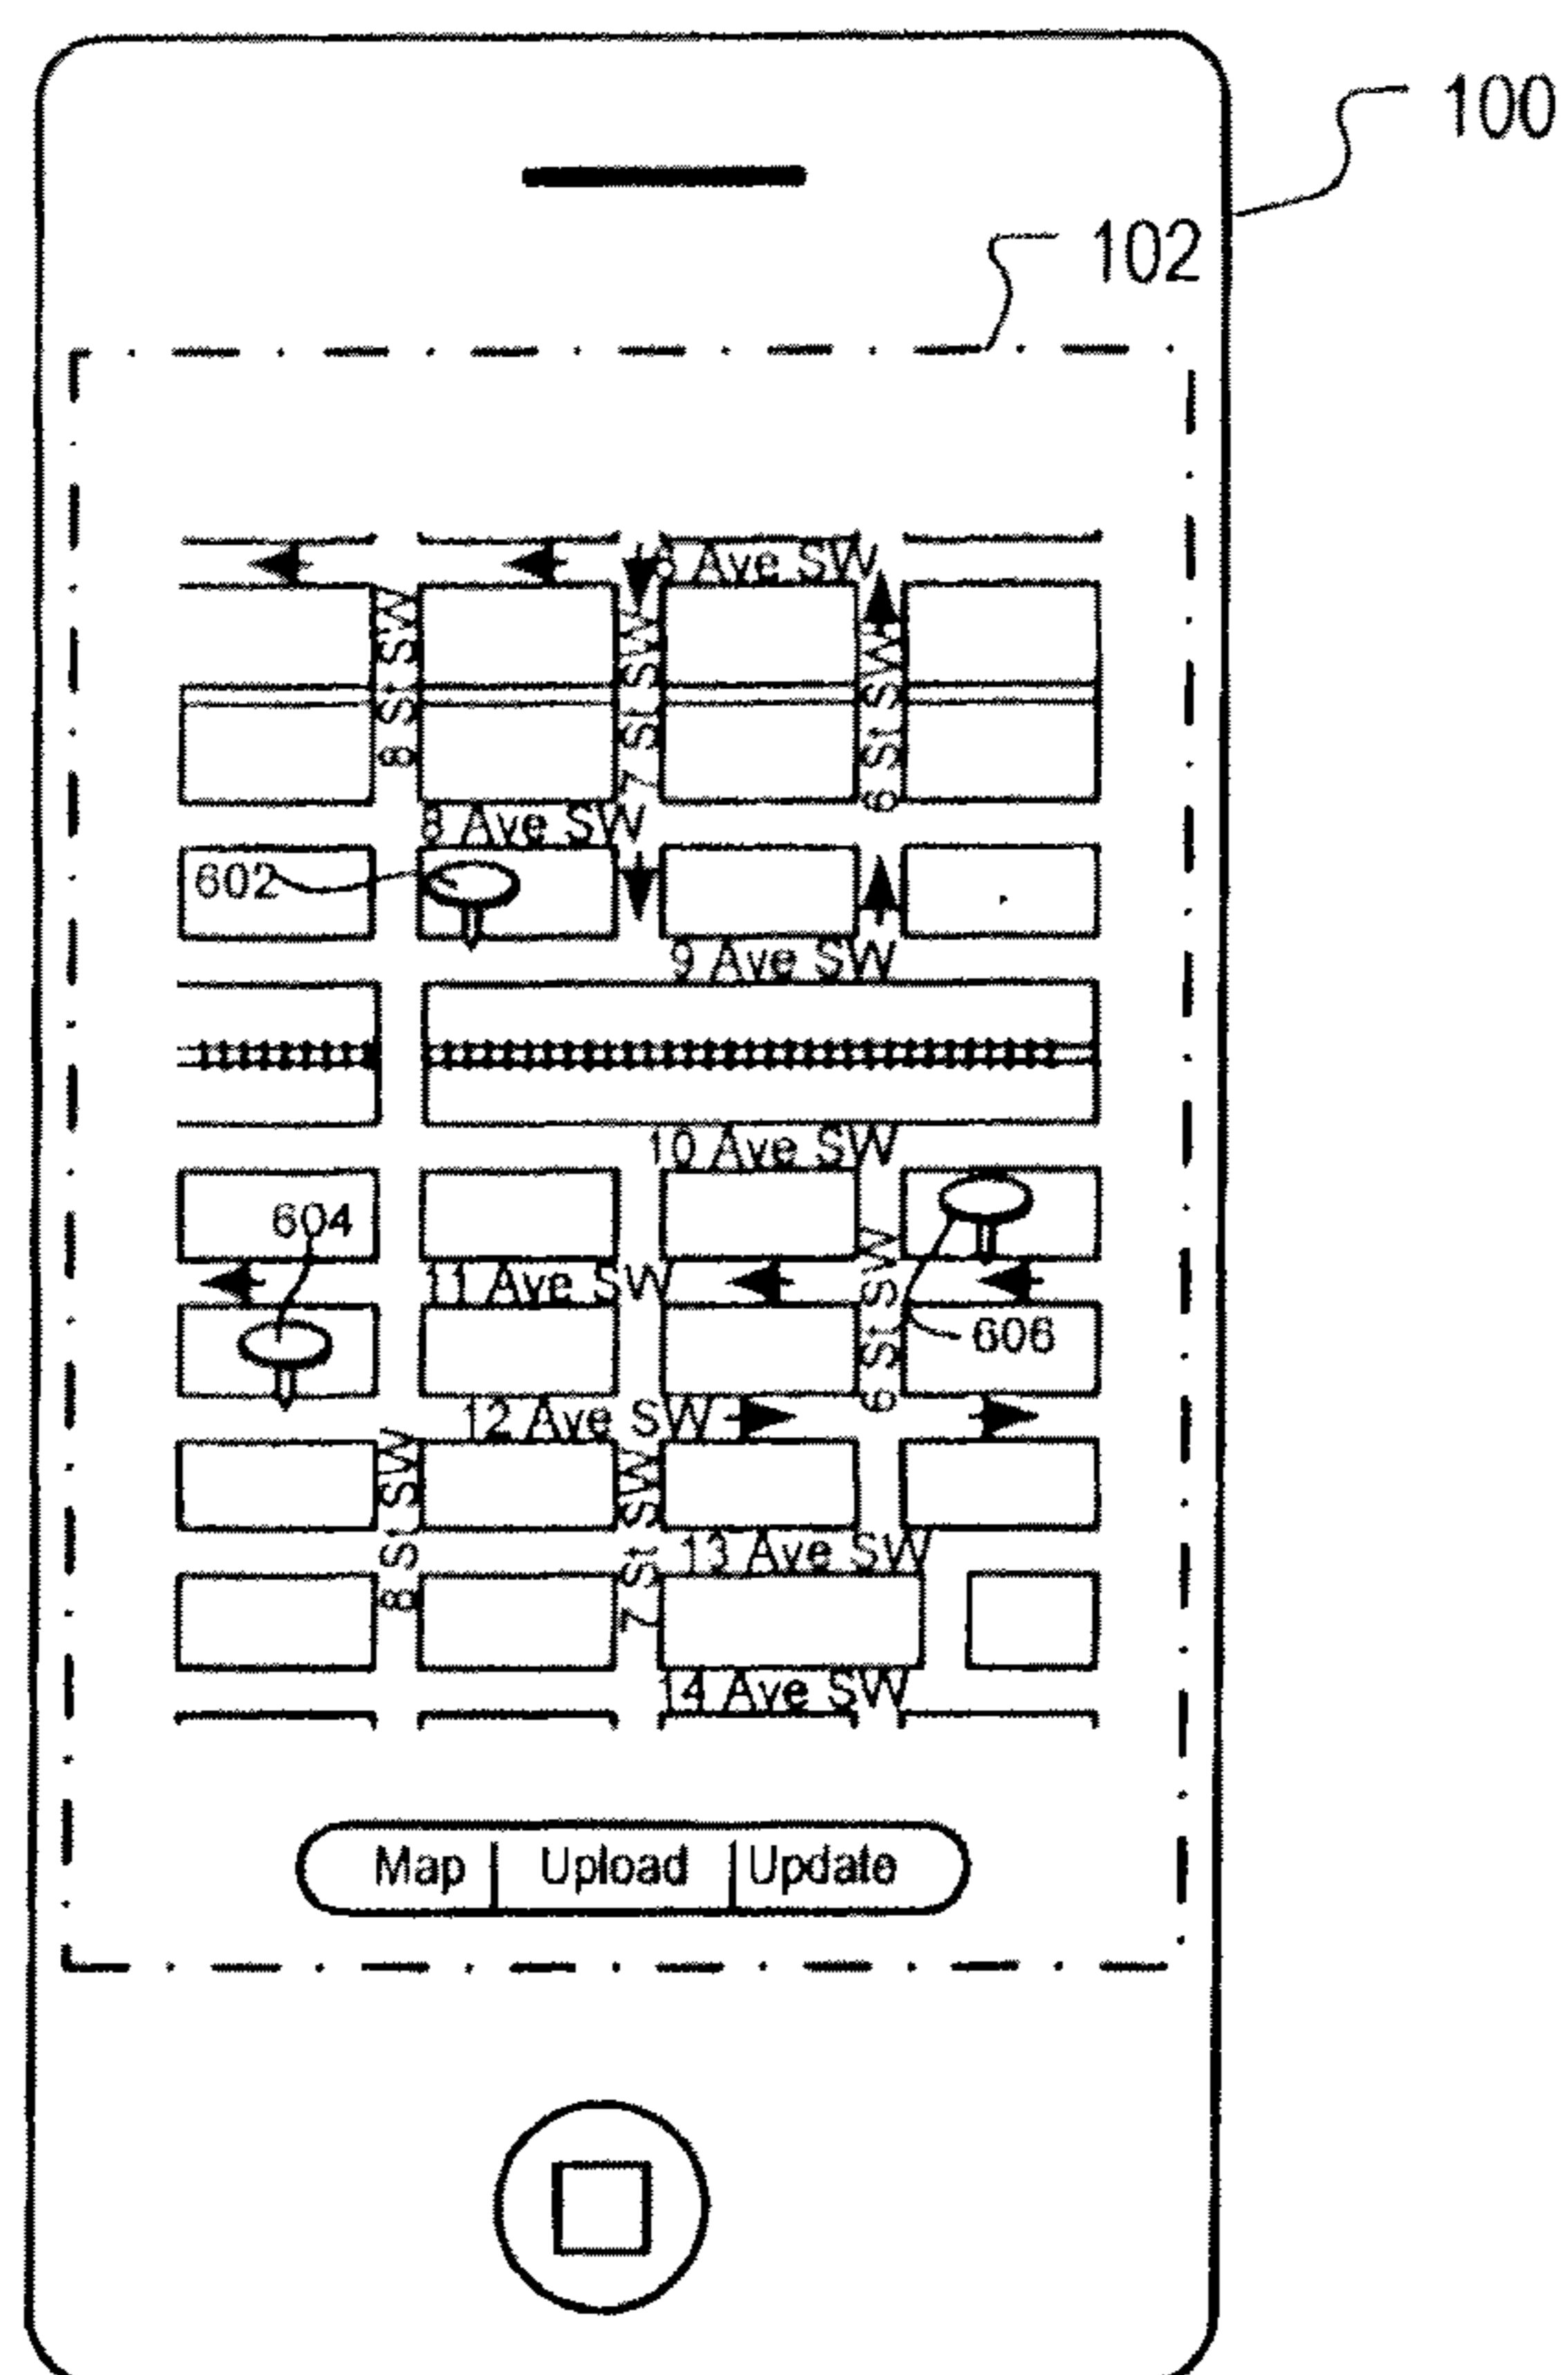 100
102
Ave SW
8 St SW
7 St SW
6 St SW
8 Ave SW
602
9 Ave SW
10 Ave SW
604
11 Ave SW
6 St SW
606
12 Ave SW
8 St SW
7 St SW
13 Ave SW
14 Ave SW
Map | Upload | Update